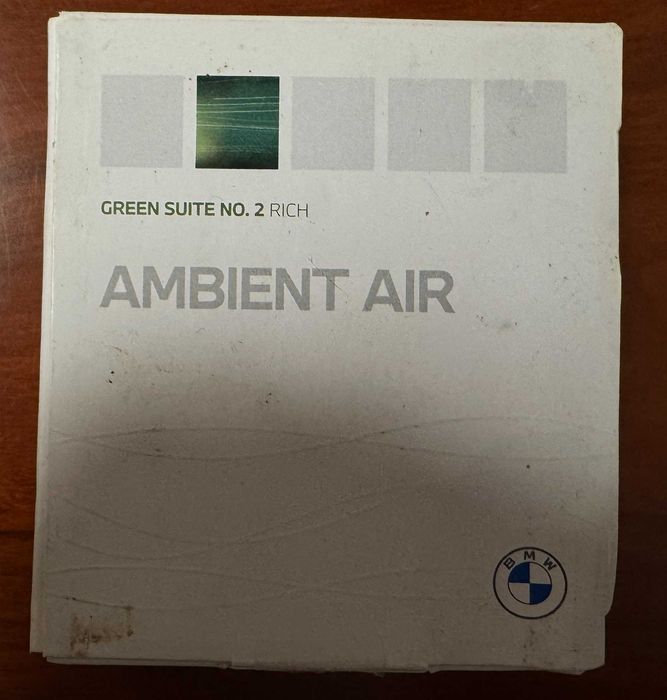 GREEN SUITE NO. 2 RICH
AMBIENT AIR
BMW